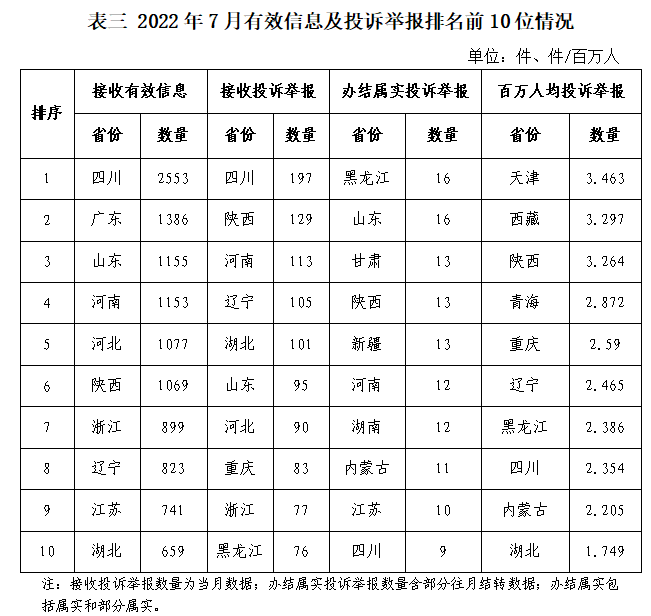 表三 2022 年 7 月有效信息及投诉举报排名前 10 位情况
单位：件、件/百万人
排序 接收有效信息 接收投诉举报 办结属实投诉举报 百万人均投诉举报
省份 数量 省份 数量 省份 数量 省份 数量
1 四川 2553 四川 197 黑龙江 16 天津 3.463
2 广东 1386 陕西 129 山东 16 西藏 3.297
3 山东 1155 河南 113 甘肃 13 陕西 3.264
4 河南 1153 辽宁 105 陕西 13 青海 2.872
5 河北 1077 湖北 101 新疆 13 重庆 2.59
6 陕西 1069 山东 95 河南 12 辽宁 2.465
7 浙江 899 河北 90 湖南 12 黑龙江 2.386
8 辽宁 823 重庆 83 内蒙古 11 四川 2.354
9 江苏 741 浙江 77 江苏 10 内蒙古 2.205
10 湖北 659 黑龙江 76 四川 9 湖北 1.749
注：接收投诉举报数量为当月数据；办结属实投诉举报数量含部分往月结转数据；办结属实包
括属实和部分属实。